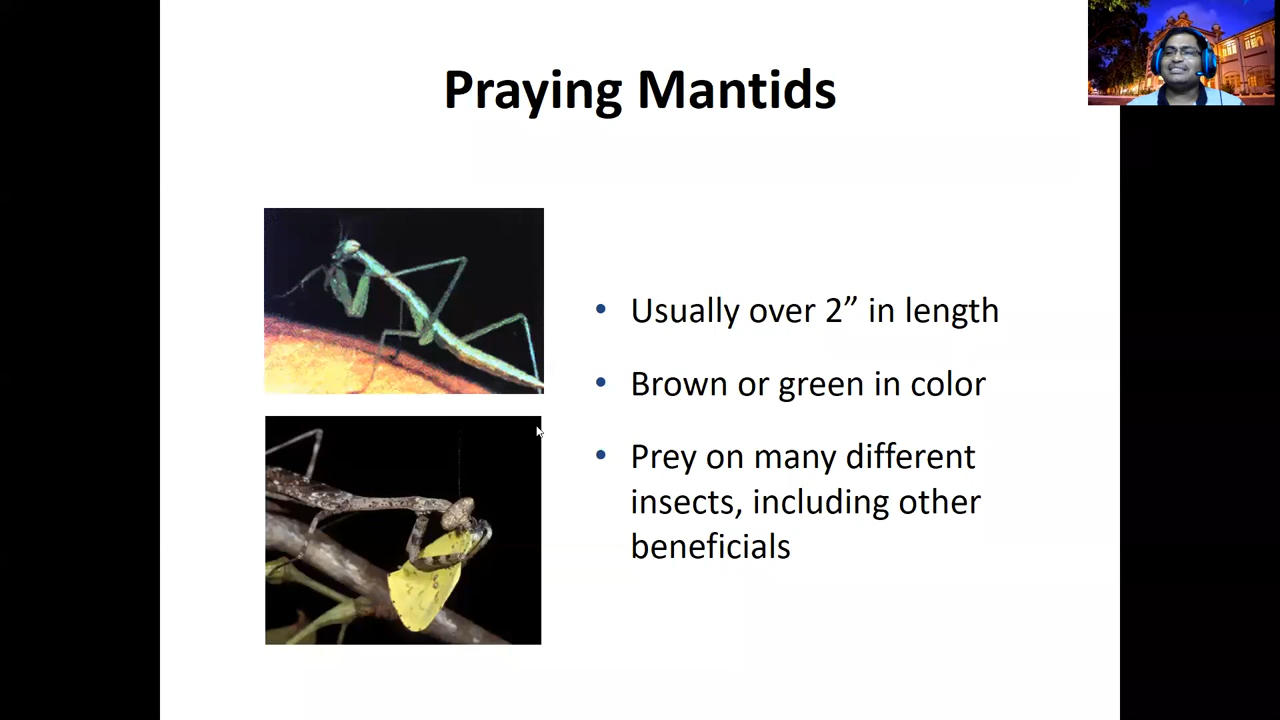 Praying Mantids
• Usually over 2” in length
• Brown or green in color
• Prey on many different
insects, including other
beneficials